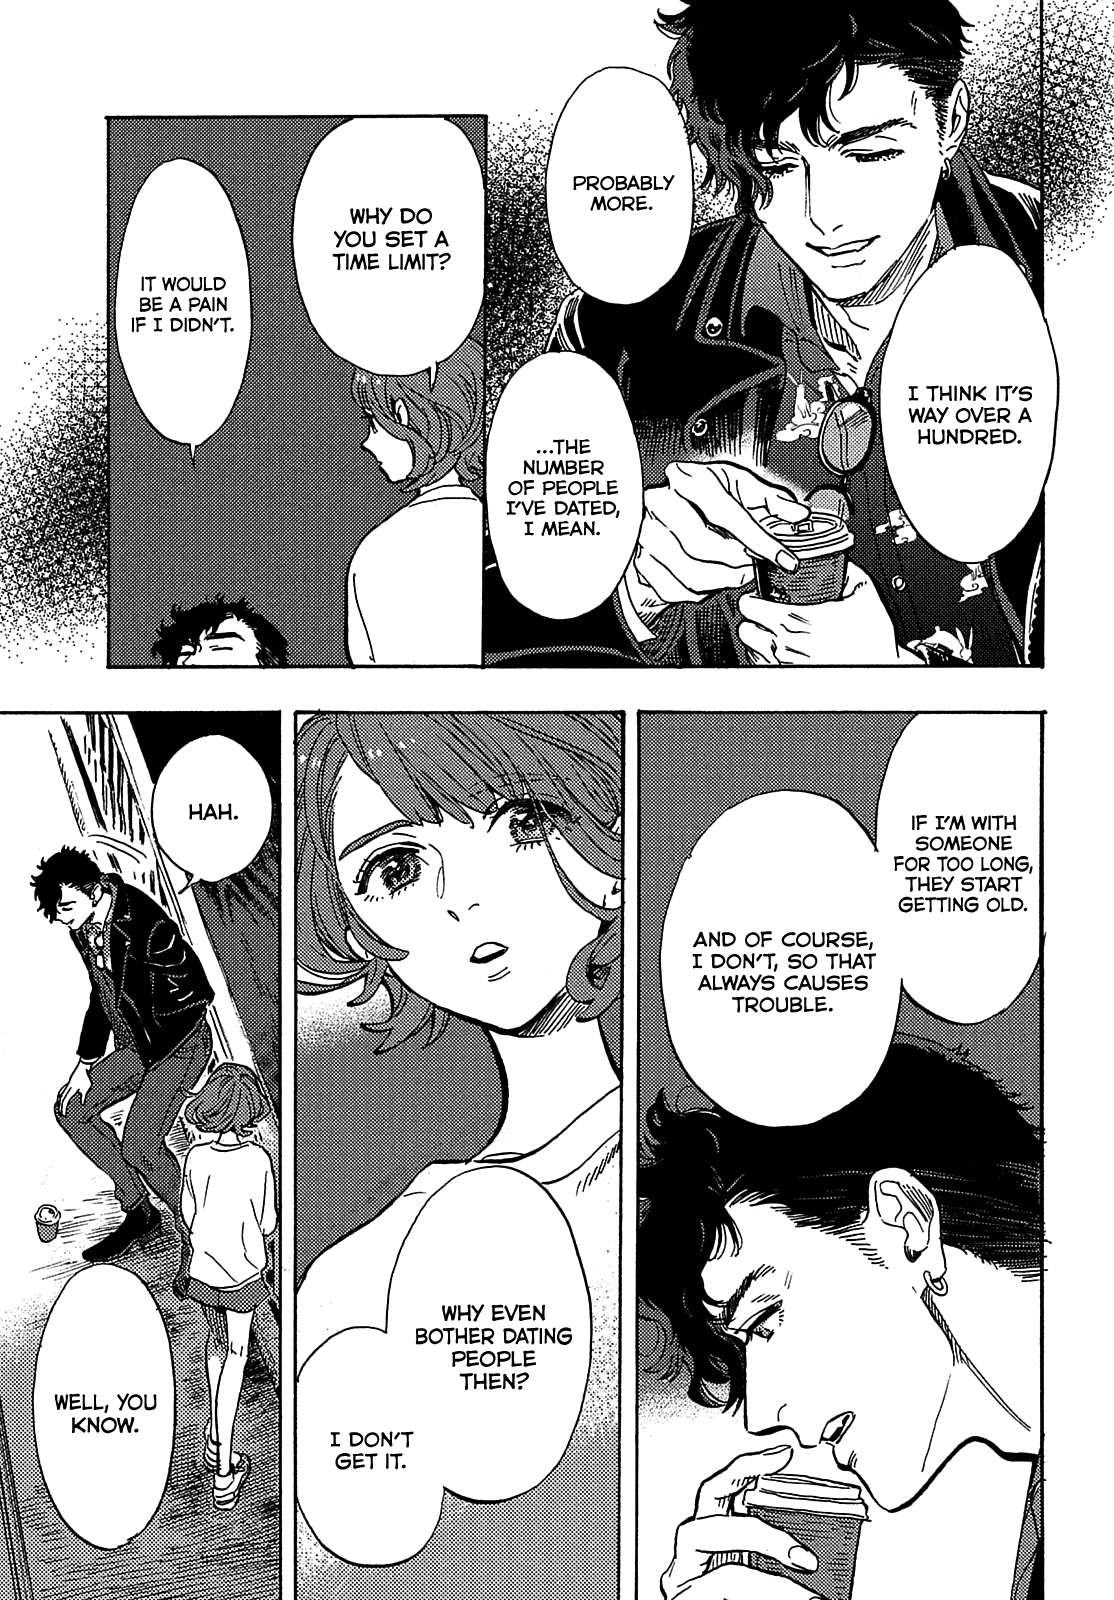 I THINK IT'S
WAY OVER A
HUNDRED.
PROBABLY
MORE.
...THE
NUMBER
OF PEOPLE
I'VE DATED,
I MEAN.
WHY DO
YOU SET A
TIME LIMIT?
IT WOULD
BE A PAIN
IF I DIDN'T.
IF I'M WITH
SOMEONE
FOR TOO LONG,
THEY START
GETTING OLD.
AND OF COURSE,
I DON'T, SO THAT
ALWAYS CAUSES
TROUBLE.
WHY EVEN
BOTHER DATING
PEOPLE
THEN?
I DON'T
GET IT.
HAH.
WELL, YOU
KNOW.